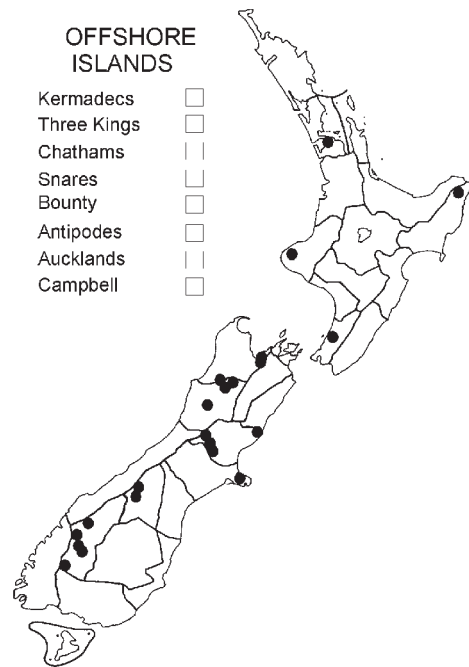 OFFSHORE
ISLANDS
Kermadecs
Three Kings
Chathams
Snares
Bounty
Antipodes
Aucklands
Campbell